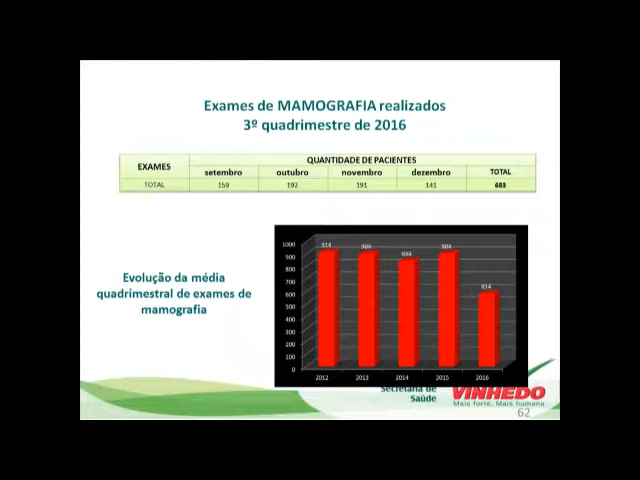 Exames de MAMOGRAFIA realizados
3º quadrimestre de 2016
EXAMES
QUANTIDADE DE PACIENTES
setembro outubro novembro dezembro TOTAL
TOTAL 159 192 191 141 683
Evolução da média
quadrimestral de exames de
mamografia
1000
900
800
700
600
500
400
300
200
100
0
914 904 844 904 614
2012 2013 2014 2015 2016
Secretaria de
Saúde
VINHEDO
Mais forte. Mais humana
62